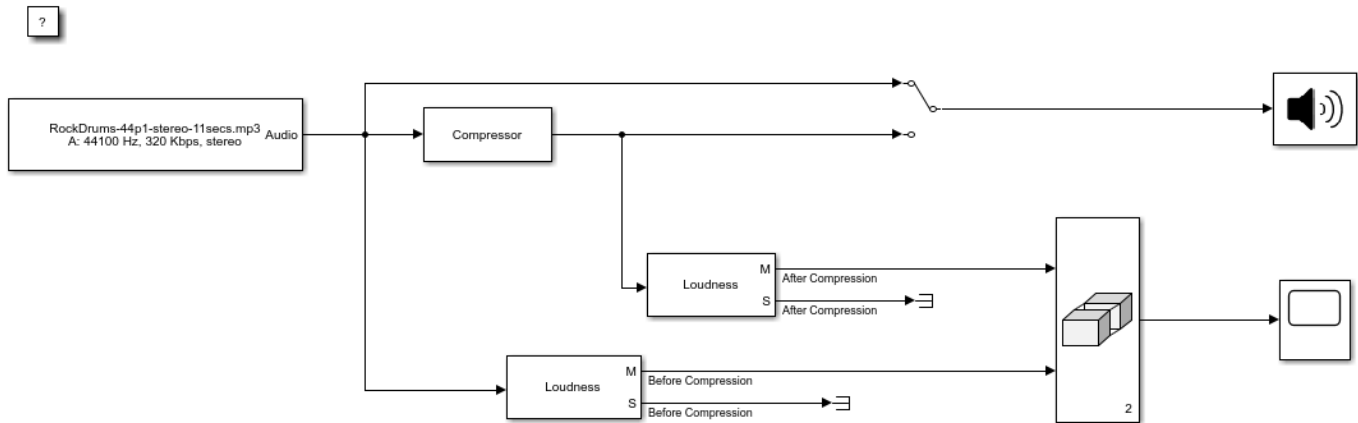 ?
RockDrums-44p1-stereo-11secs.mp3
A: 44100 Hz, 320 Kbps, stereo
Audio
Compressor
Loudness
M
After Compression
S
After Compression
Loudness
M
Before Compression
S
Before Compression
2